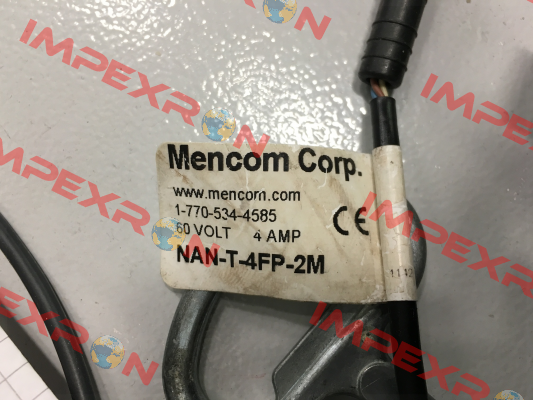 IMPEXRON
IMPEXRON
IMPEXRON
IMPEXRON
IMPEXRON
Mencom Corp.
www.mencom.com
1-770-534-4585
60 VOLT 4 AMP
CE
NAN-T-4FP-2M